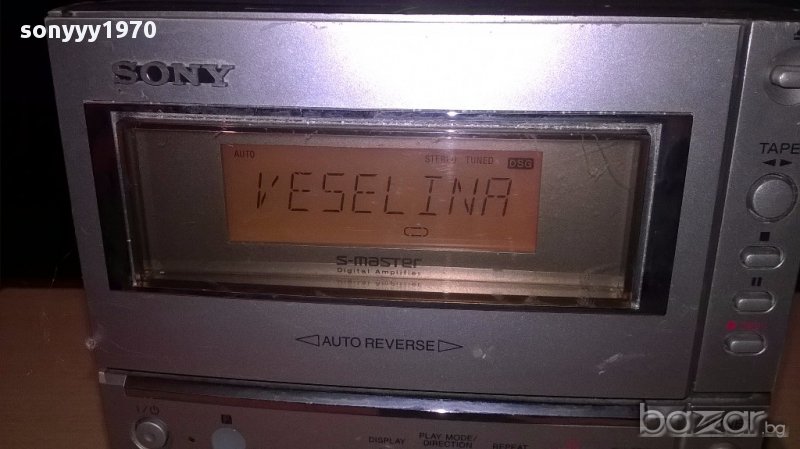 sonyyy1970
SONY
AUTO STEREO TUNED DSG
VESELINA
S-master
Digital Amplifier
TAPE
AUTO REVERSE
I/
DISPLAY PLAY MODE/ DIRECTION REPEAT
bazar.bg